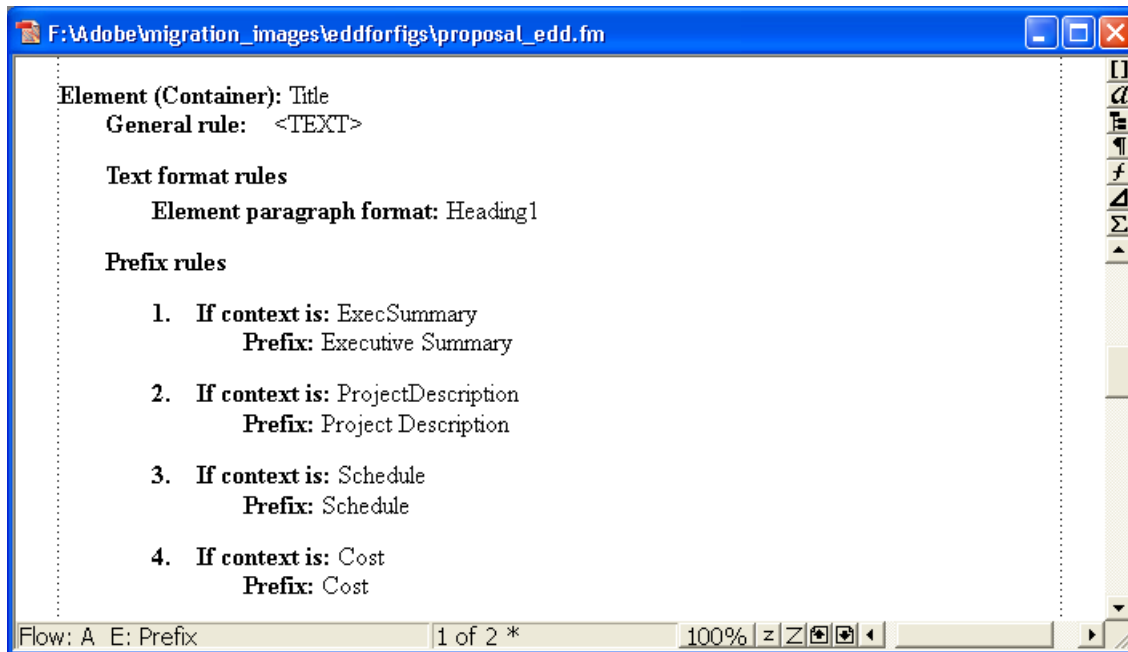 F:\Adobe\migration_images\eddforfigs\proposal_edd.fm
Element (Container): Title
General rule: <TEXT>
Text format rules
Element paragraph format: Heading1
Prefix rules
1. If context is: ExecSummary
Prefix: Executive Summary
2. If context is: ProjectDescription
Prefix: Project Description
3. If context is: Schedule
Prefix: Schedule
4. If context is: Cost
Prefix: Cost
Flow: A E: Prefix 1 of 2 * 100% z Z